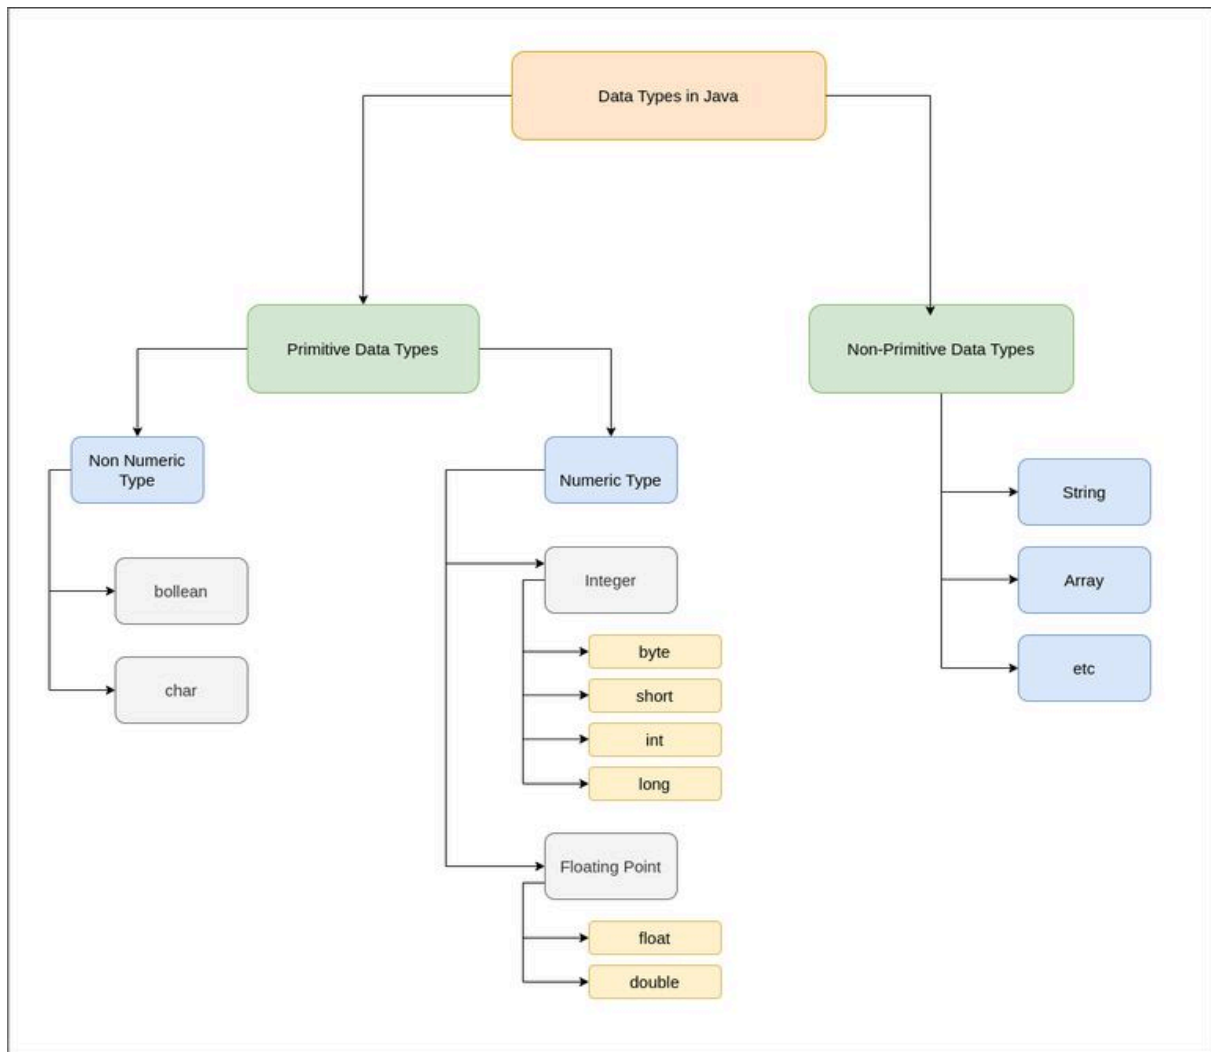 Data Types in Java
Primitive Data Types
Non-Primitive Data Types
Non Numeric
Type
Numeric Type
String
Array
etc
bollean
char
Integer
byte
short
int
long
Floating Point
float
double